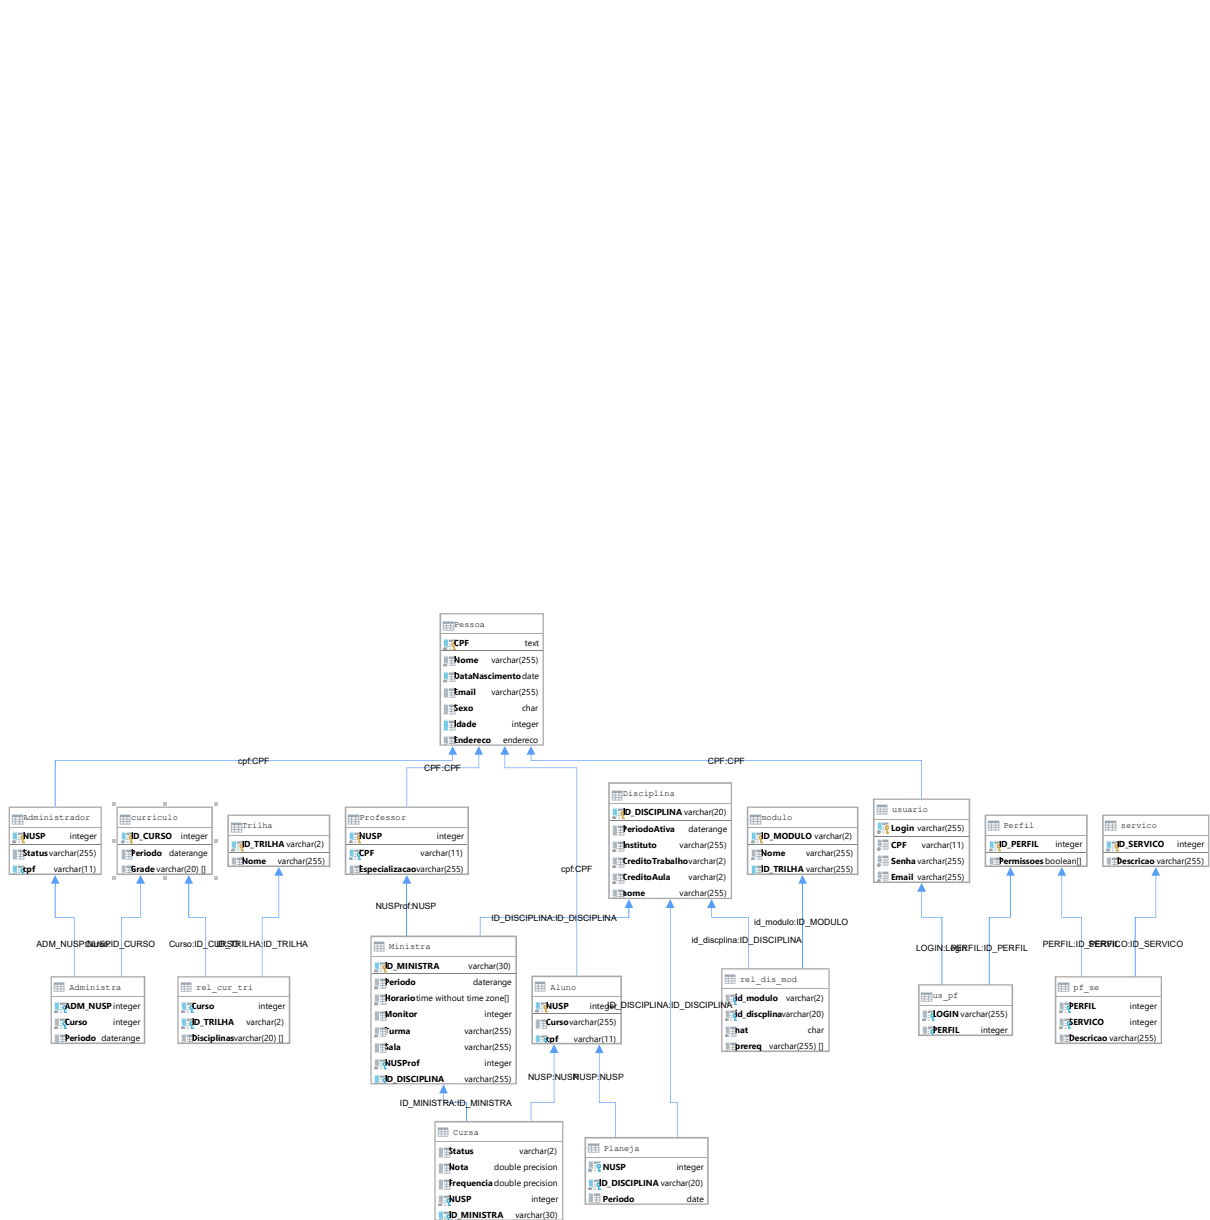 Pessoa
CPF text
Nome varchar(255)
DataNascimento date
Email varchar(255)
Sexo char
Idade integer
Endereco endereco
cpf:CPF
CPF:CPF
CPF:CPF
cpf:CPF
Administrador
NUSP integer
Status varchar(255)
cpf varchar(11)
curriculo
ID_CURSO integer
Periodo daterange
Grade varchar(20) []
Trilha
ID_TRILHA varchar(2)
Nome varchar(255)
Professor
NUSP integer
CPF varchar(11)
Especializacao varchar(255)
Disciplina
ID_DISCIPLINA varchar(20)
PeriodoAtiva daterange
Instituto varchar(255)
CreditoTrabalho varchar(2)
CreditoAula varchar(2)
nome varchar(255)
modulo
ID_MODULO varchar(2)
Nome varchar(255)
ID_TRILHA varchar(255)
usuario
Login varchar(255)
CPF varchar(11)
Senha varchar(255)
Email varchar(255)
Perfil
ID_PERFIL integer
Permissoes boolean[]
servico
ID_SERVICO integer
Descricao varchar(255)
NUSProf:NUSP
ID_DISCIPLINA:ID_DISCIPLINA
id_modulo:ID_MODULO
id_discplina:ID_DISCIPLINA
ID_DISCIPLINA:ID_DISCIPLINA
Administra
ADM_NUSP integer
Curso integer
Periodo daterange
rel_cur_tri
Curso integer
ID_TRILHA varchar(2)
Disciplinas varchar(20) []
Ministra
ID_MINISTRA varchar(30)
Periodo daterange
Horario time without time zone[]
Monitor integer
Turma varchar(255)
Sala varchar(255)
NUSProf integer
ID_DISCIPLINA varchar(255)
Aluno
NUSP integer
Curso varchar(255)
cpf varchar(11)
rel_dis_mod
id_modulo varchar(2)
id_discplina varchar(20)
nat char
prereq varchar(255) []
us_pf
LOGIN varchar(255)
PERFIL integer
pf_se
PERFIL integer
SERVICO integer
Descricao varchar(255)
NUSP:NUSP
NUSP:NUSP
ID_MINISTRA:ID_MINISTRA
Cursa
Status varchar(2)
Nota double precision
Frequencia double precision
NUSP integer
ID_MINISTRA varchar(30)
Planeja
NUSP integer
ID_DISCIPLINA varchar(20)
Periodo date